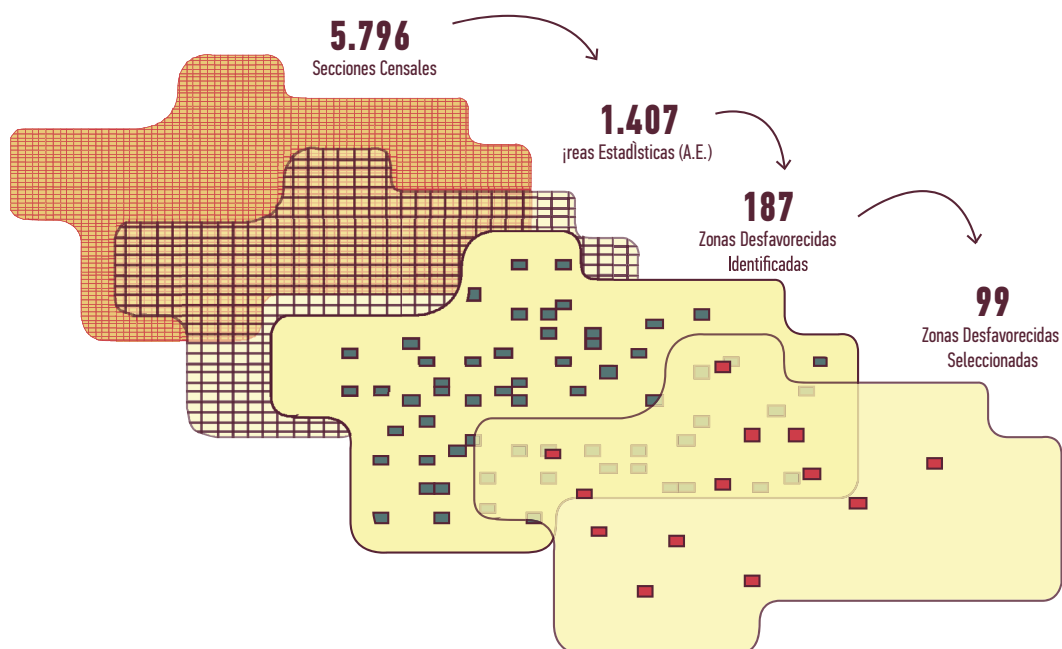 5.796
Secciones Censales
1.407
¡reas EstadÌsticas (A.E.)
187
Zonas Desfavorecidas
Identificadas
99
Zonas Desfavorecidas
Seleccionadas